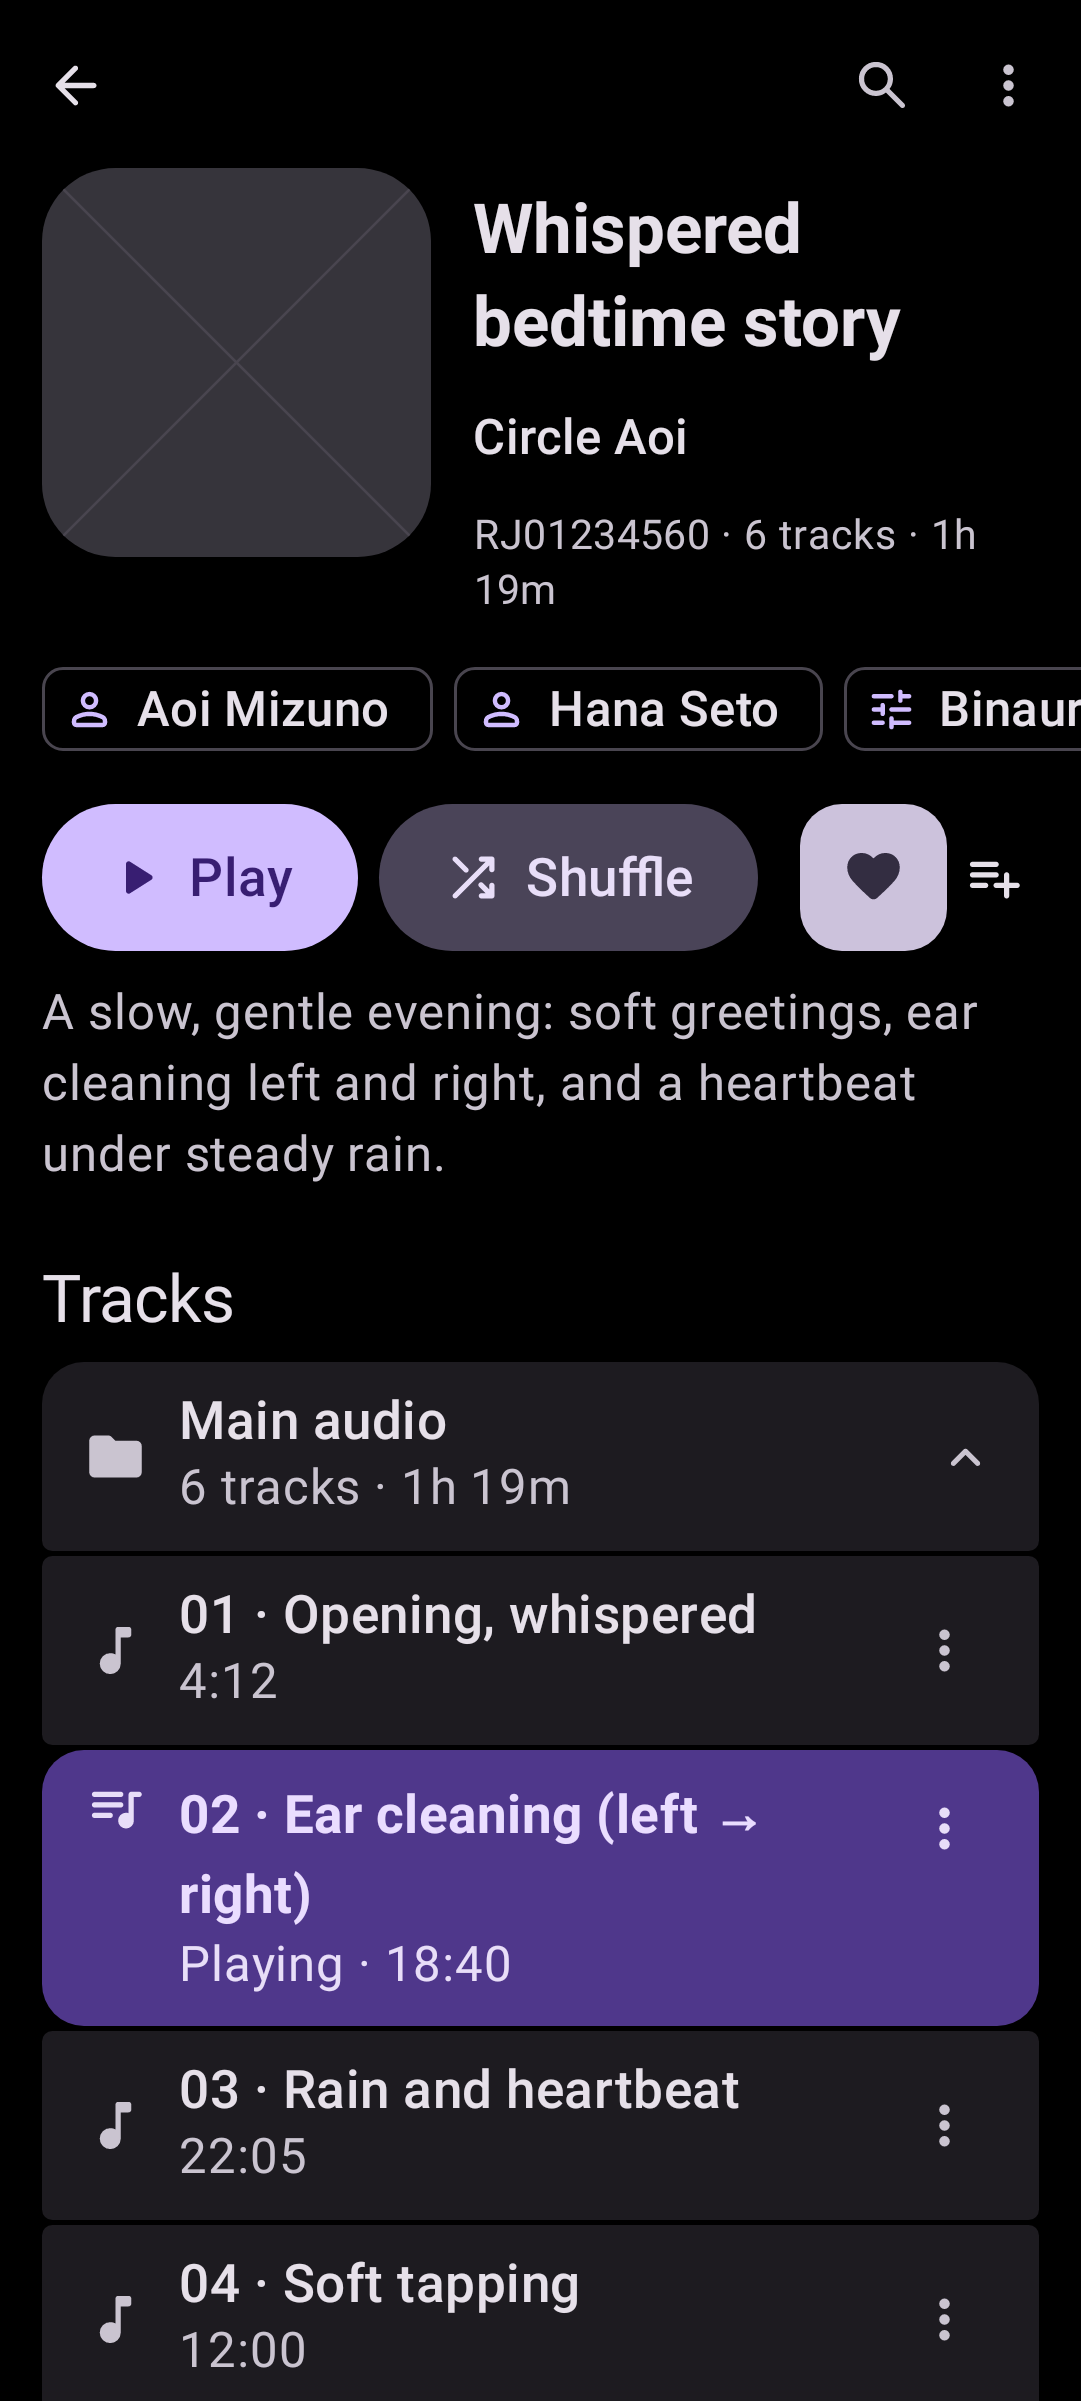 Whispered
bedtime story
Circle Aoi
RJ01234560 · 6 tracks · 1h
19m
Aoi Mizuno
Hana Seto
Binaur
Play
Shuffle
A slow, gentle evening: soft greetings, ear
cleaning left and right, and a heartbeat
under steady rain.
Tracks
Main audio
6 tracks · 1h 19m
01 · Opening, whispered
4:12
02 · Ear cleaning (left →
right)
Playing · 18:40
03 · Rain and heartbeat
22:05
04 · Soft tapping
12:00